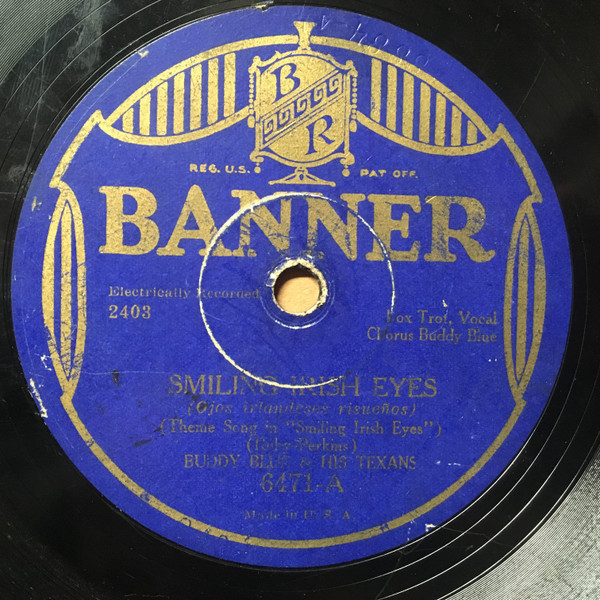 B
R
REG. U.S. PAT OFF.
BANNER
Electrically Recorded
2403
Fox Trot, Vocal
Chorus Buddy Blue
SMILING IRISH EYES
(Ojos irlandeses risueños)
(Theme Song in "Smiling Irish Eyes")
Perkins)
BUDDY BLUE & HIS TEXANS
6471-A
Made in U. S. A.